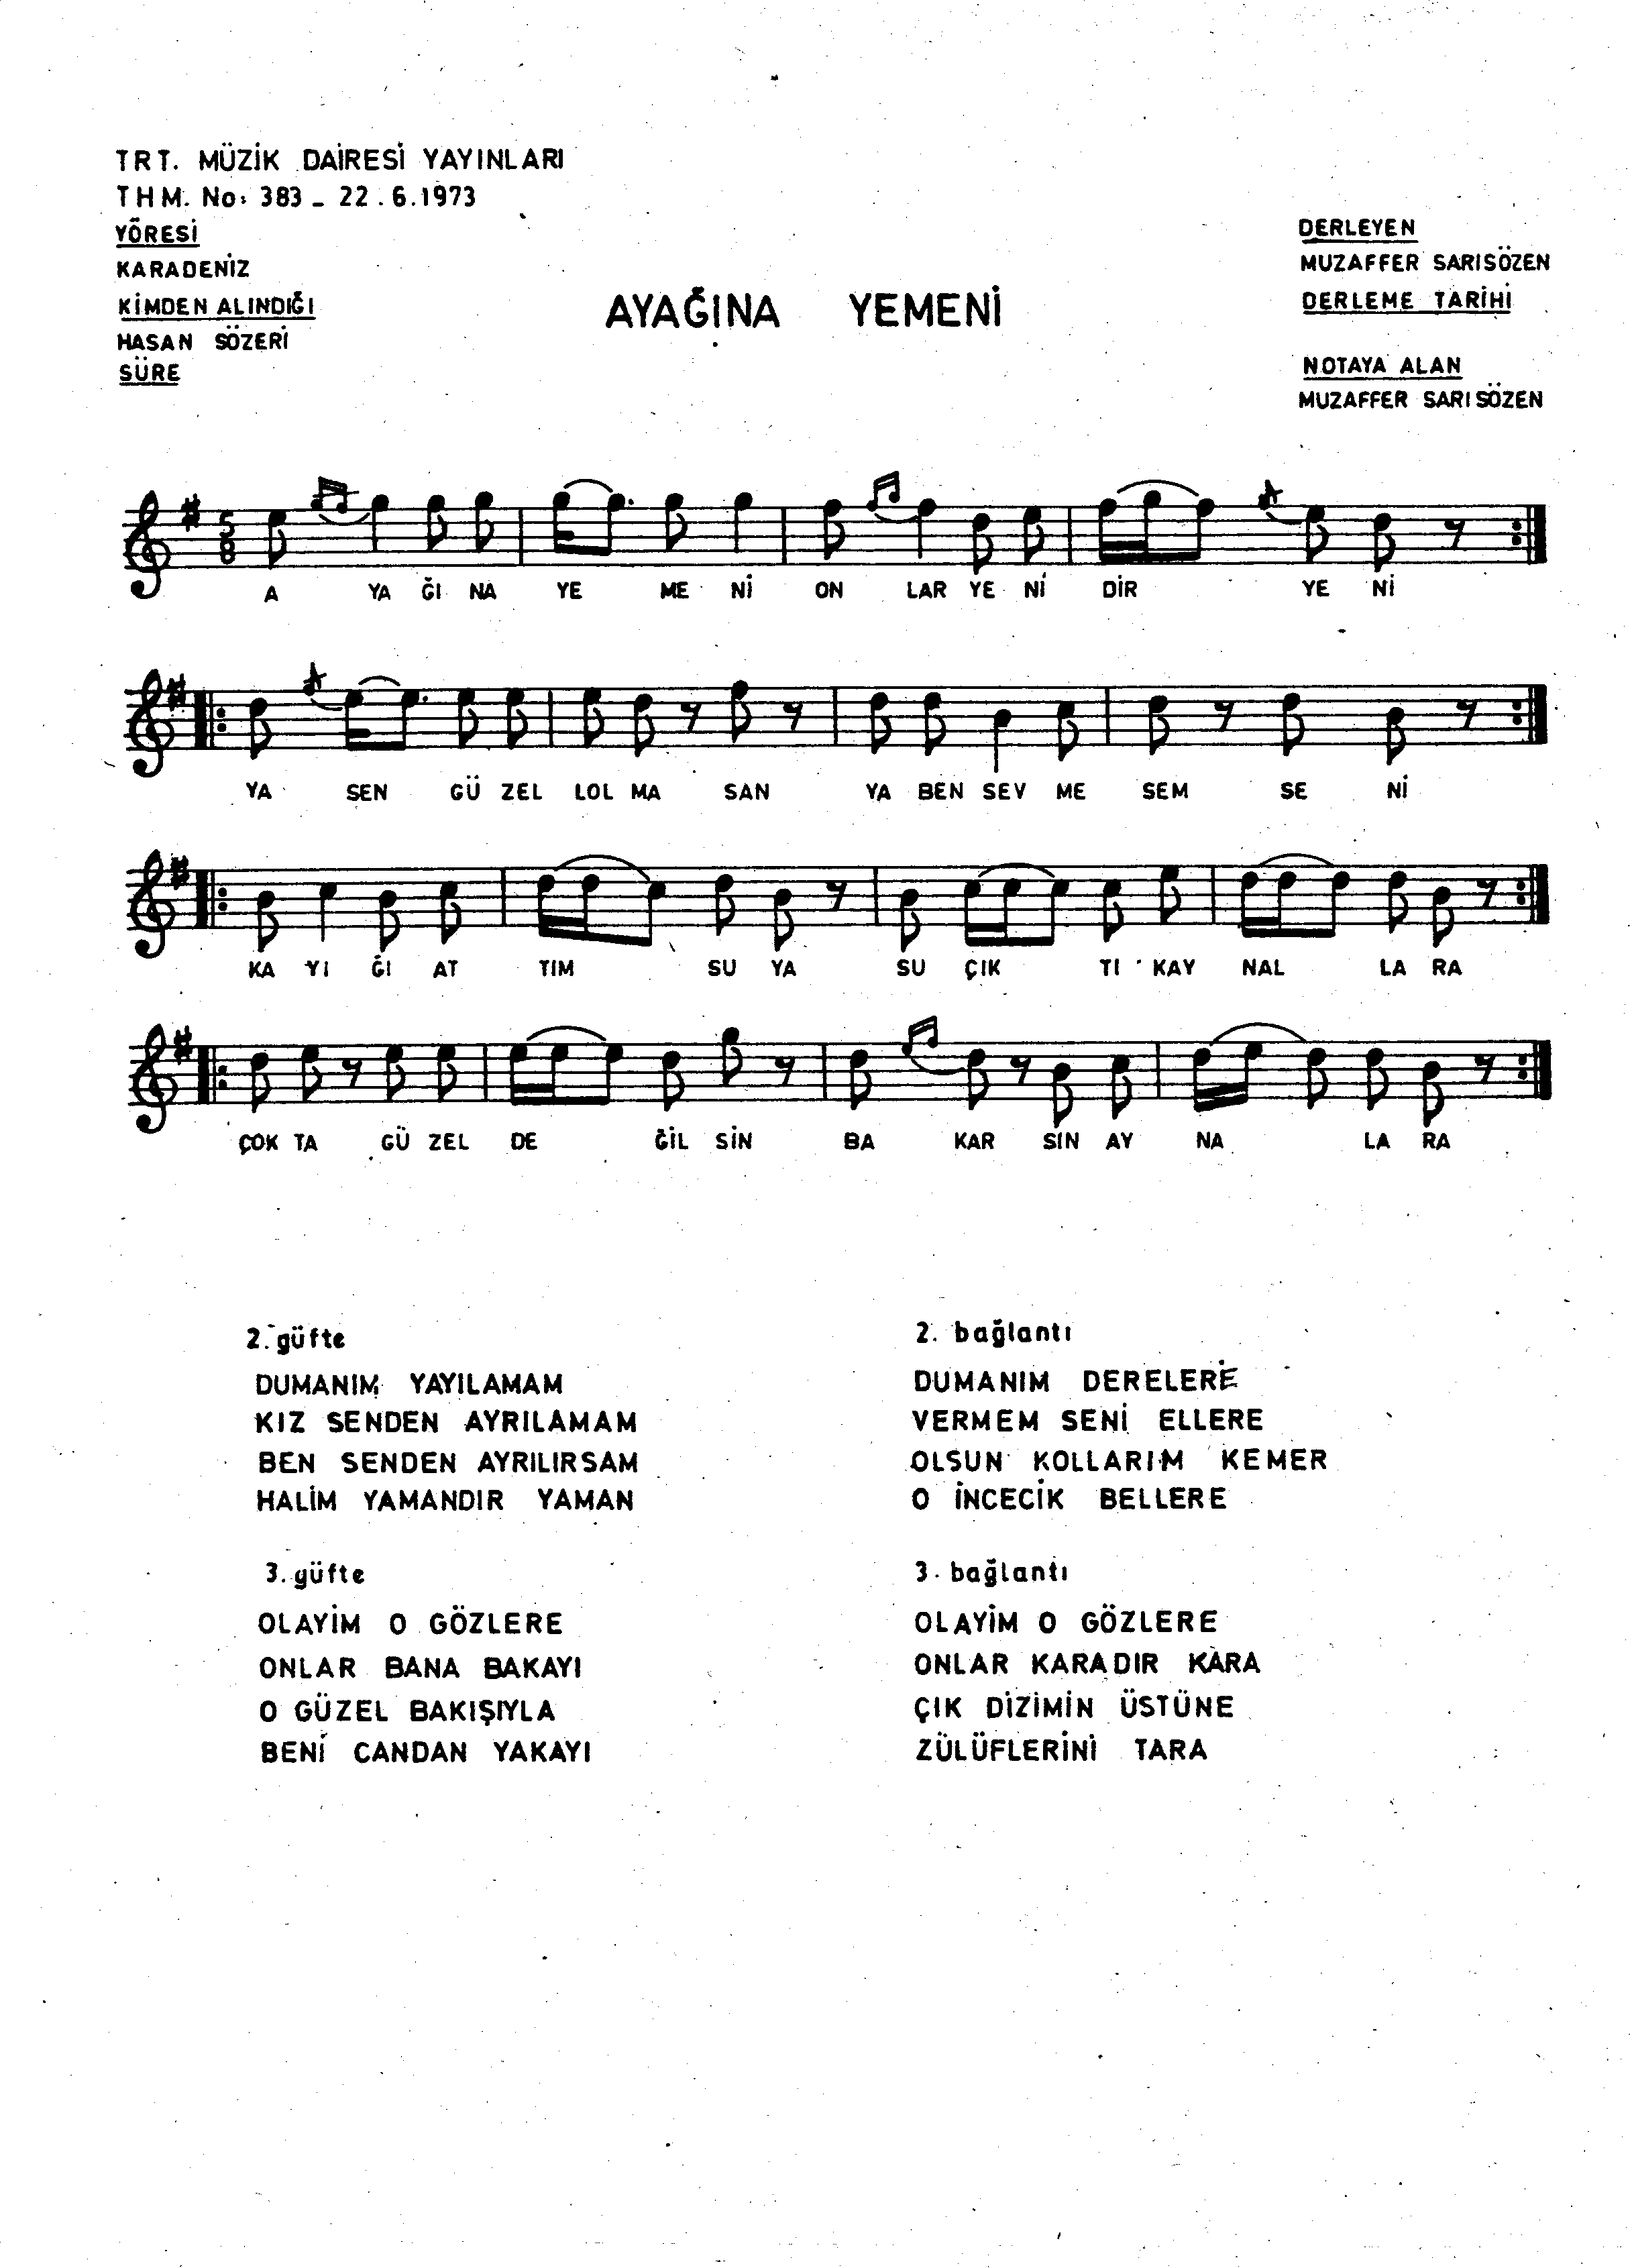 TRT. MÜZİK DAİRESİ YAYINLARI
THM. No: 383 _ 22.6.1973
YÖRESİ
KARADENİZ
KİMDEN ALINDIĞI
HASAN SÖZERİ
SÜRE
AYAĞINA YEMENİ
DERLEYEN
MUZAFFER SARISÖZEN
DERLEME TARİHİ
NOTAYA ALAN
MUZAFFER SARISÖZEN
5
8
A YA ĞI NA YE ME Nİ ON LAR YE Nİ DİR YE Nİ
YA SEN GÜ ZEL LOL MA SAN YA BEN SEV ME SEM SE Nİ
KA YI ĞI AT TIM SU YA SU ÇIK TI KAY NAL LA RA
ÇOK TA GÜ ZEL DE ĞİL SİN BA KAR SIN AY NA LA RA
2. güfte
DUMANIM YAYILAMAM
KIZ SENDEN AYRILAMAM
BEN SENDEN AYRILIRSAM
HALİM YAMANDIR YAMAN
2. bağlantı
DUMANIM DERELERE
VERMEM SENİ ELLERE
OLSUN KOLLARIM KEMER
O İNCECİK BELLERE
3. güfte
OLAYİM O GÖZLERE
ONLAR BANA BAKAYI
O GÜZEL BAKIŞIYLA
BENİ CANDAN YAKAYI
3. bağlantı
OLAYİM O GÖZLERE
ONLAR KARADIR KARA
ÇIK DİZİMİN ÜSTÜNE
ZÜLÜFLERİNİ TARA